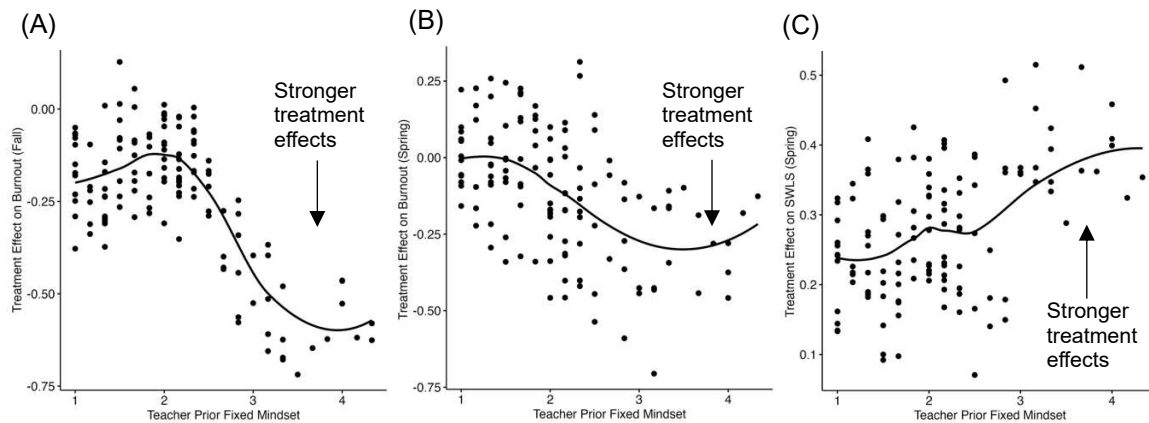 (A)
Treatment Effect on Burnout (Fall)
0.00
-0.25
-0.50
-0.75
1
2
3
4
Teacher Prior Fixed Mindset
Stronger
treatment
effects
(B)
Treatment Effect on Burnout (Spring)
0.25
0.00
-0.25
-0.50
-0.75
1
2
3
4
Teacher Prior Fixed Mindset
Stronger
treatment
effects
(C)
Treatment Effect on SWLS (Spring)
0.5
0.4
0.3
0.2
0.1
1
2
3
4
Teacher Prior Fixed Mindset
Stronger
treatment
effects